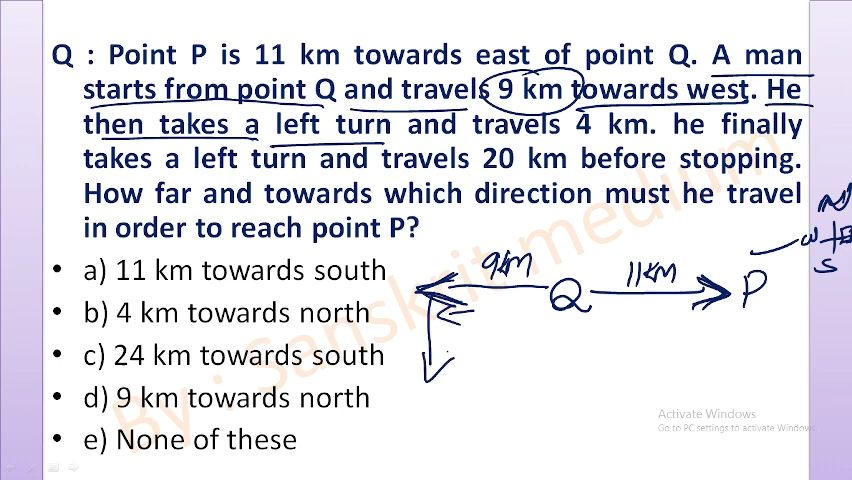 Q : Point P is 11 km towards east of point Q. A man
starts from point Q and travels 9 km towards west. He
then takes a left turn and travels 4 km. he finally
takes a left turn and travels 20 km before stopping.
How far and towards which direction must he travel
in order to reach point P?
• a) 11 km towards south
• b) 4 km towards north
• c) 24 km towards south
• d) 9 km towards north
• e) None of these
9km
Q
11km
P
N
W
E
S
By : Sanskrit medium
Activate Windows
Go to PC settings to activate Windows.